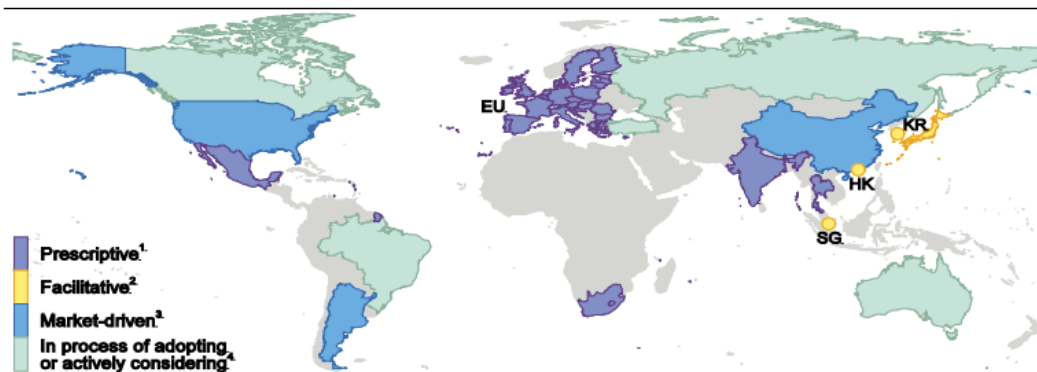 EU
KR
HK
SG
Prescriptive.¹
Facilitative.²
Market-driven.³
In process of adopting
or actively considering.⁴